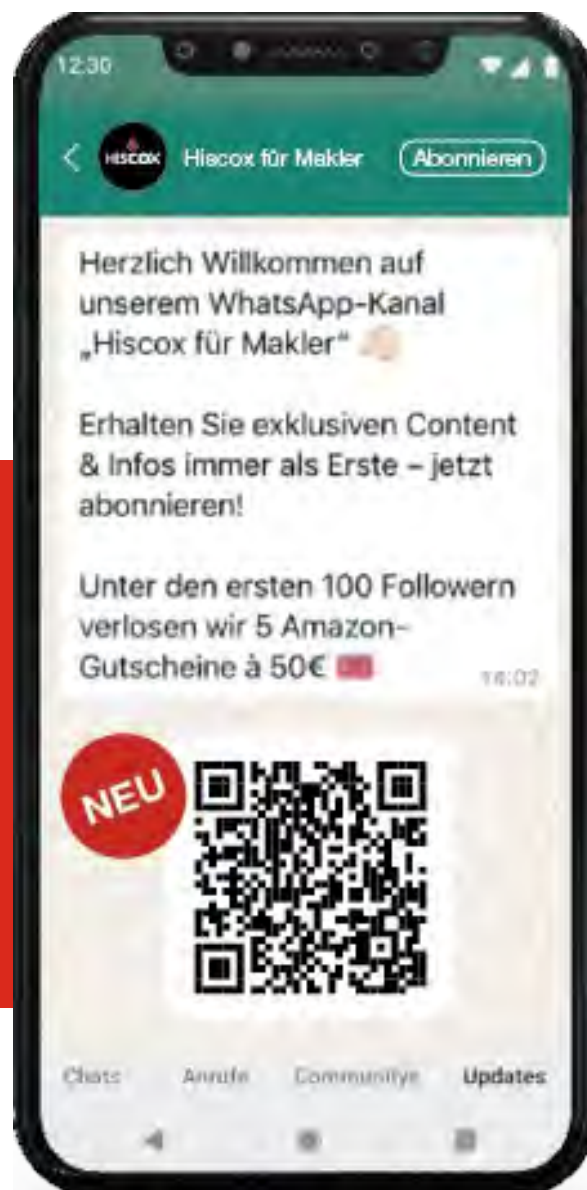 12:30
HISCOX
Hiscox für Makler
Abonnieren
Herzlich Willkommen auf
unserem WhatsApp-Kanal
„Hiscox für Makler“ 👋🏻
Erhalten Sie exklusiven Content
& Infos immer als Erste – jetzt
abonnieren!
Unter den ersten 100 Followern
verlosen wir 5 Amazon-
Gutscheine à 50€ 🎟️
14:02
NEU
Chats Anrufe Communitys Updates